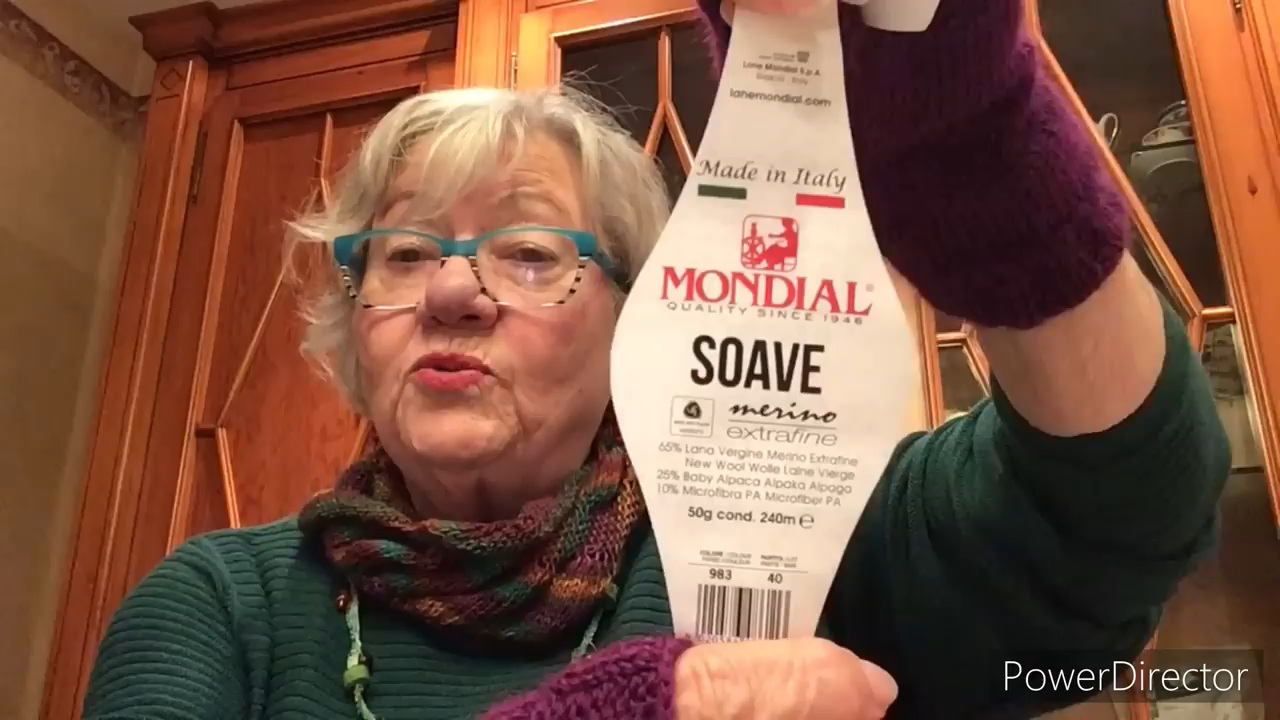 Lane Mondial S.p.A
lanemondial.com
Made in Italy
MONDIAL®
QUALITY SINCE 1946
SOAVE
merino
extrafine
65% Lana Vergine Merino Extrafine
New Wool Wolle Laine Vierge
25% Baby Alpaca Alpaka Alpaga
10% Microfibra PA Microfiber PA
50g cond. 240m ℮
983 40
PowerDirector